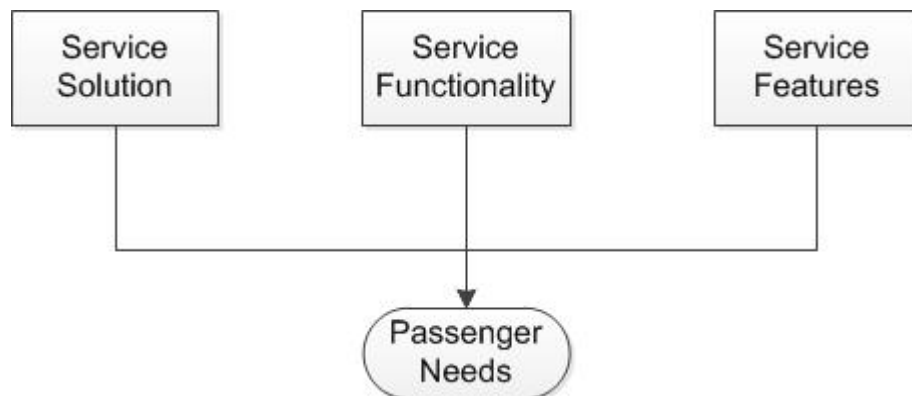 Service
Solution
Service
Functionality
Service
Features
Passenger
Needs